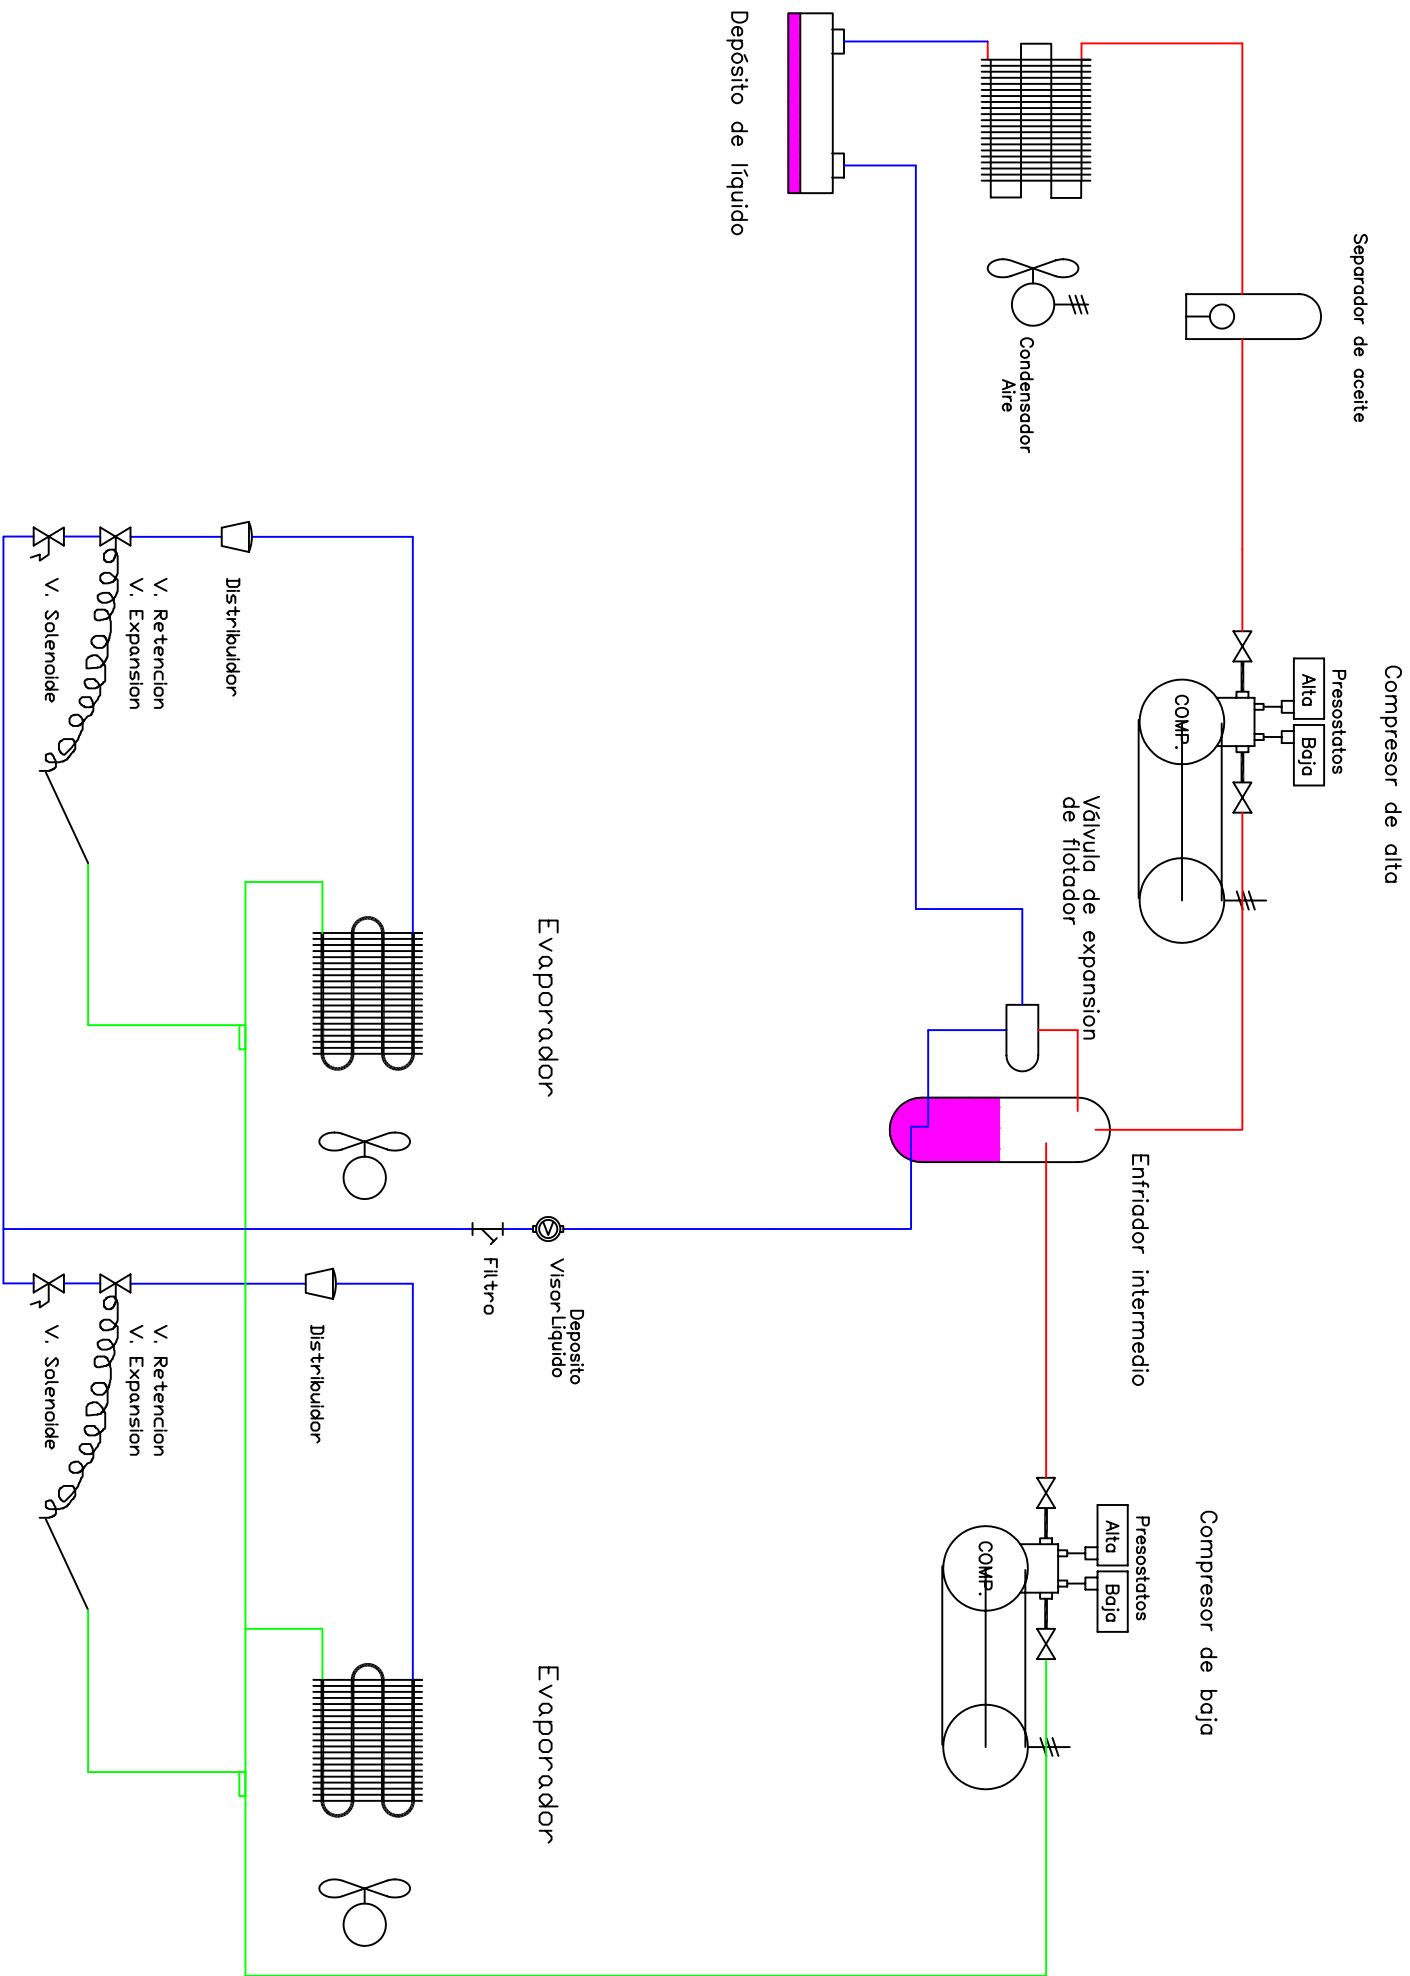 Compresor de alta
Presostatos
Alta
Baja
COMP.
Separador de aceite
Condensador
Aire
Depósito de líquido
Válvula de expansion
de flotador
Enfriador intermedio
Compresor de baja
Presostatos
Alta
Baja
COMP.
Deposito
Visor Liquido
Filtro
Evaporador
Distribuidor
V. Retencion
V. Expansion
V. Solenoide
Evaporador
Distribuidor
V. Retencion
V. Expansion
V. Solenoide